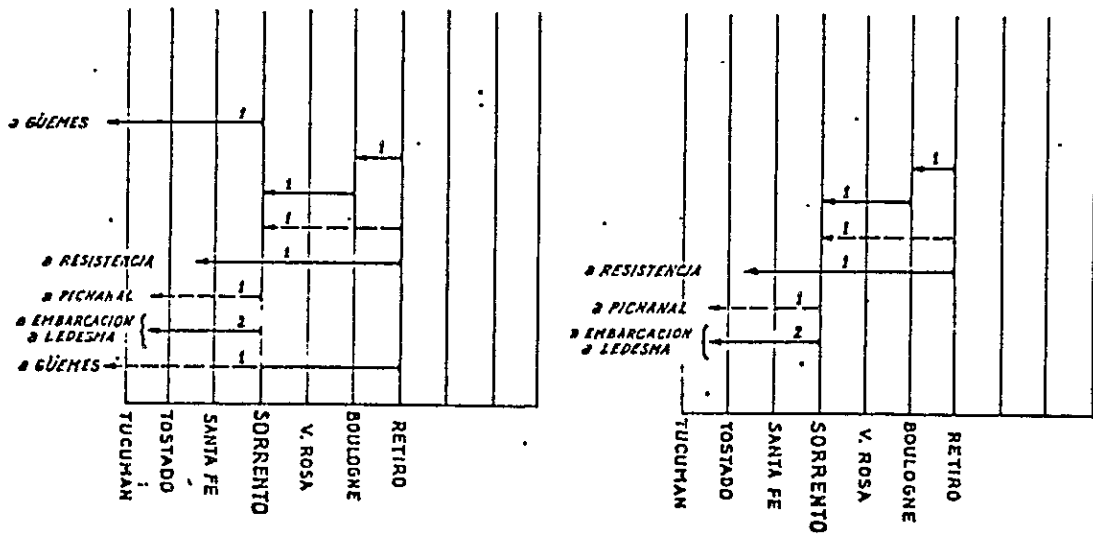 1
a GÜEMES
1
1
1
1
a RESISTENCIA
1
a PICHANAL
a EMBARCACION
a LEDESMA
2
a GÜEMES
1
TUCUMAN
TOSTADO
SANTA FE
SORRENTO
V. ROSA
BOULOGNE
RETIRO
1
1
1
1
a RESISTENCIA
1
a PICHANAL
a EMBARCACION
a LEDESMA
2
TUCUMAN
TOSTADO
SANTA FE
SORRENTO
V. ROSA
BOULOGNE
RETIRO